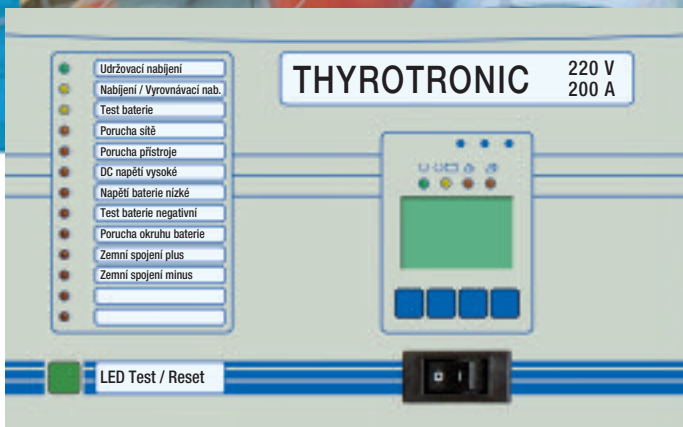 Udržovací nabíjení
Nabíjení / Vyrovnávací nab.
Test baterie
Porucha sítě
Porucha přístroje
DC napětí vysoké
Napětí baterie nízké
Test baterie negativní
Porucha okruhu baterie
Zemní spojení plus
Zemní spojení minus
LED Test / Reset
THYROTRONIC
220 V
200 A